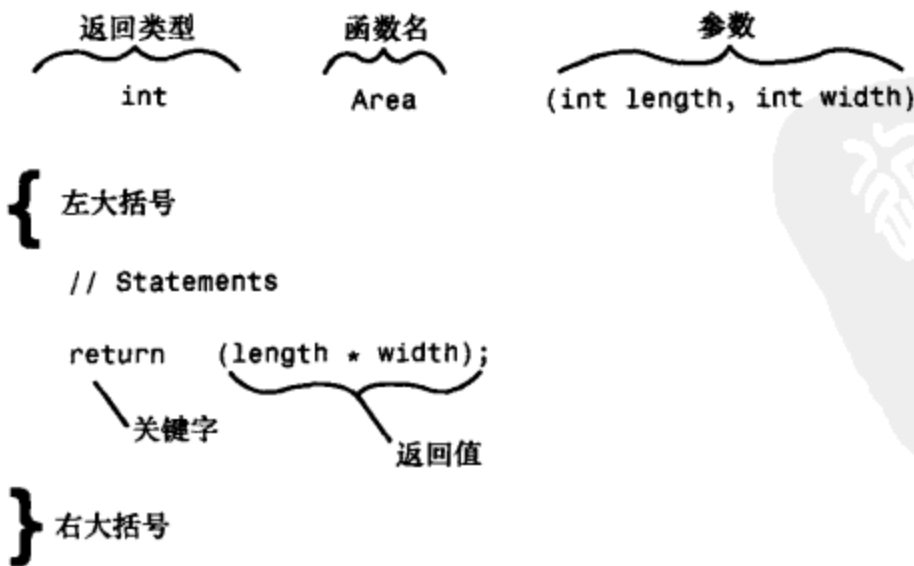 返回类型 函数名 参数
int Area (int length, int width)
{ 左大括号
// Statements
return (length * width);
关键字
返回值
} 右大括号